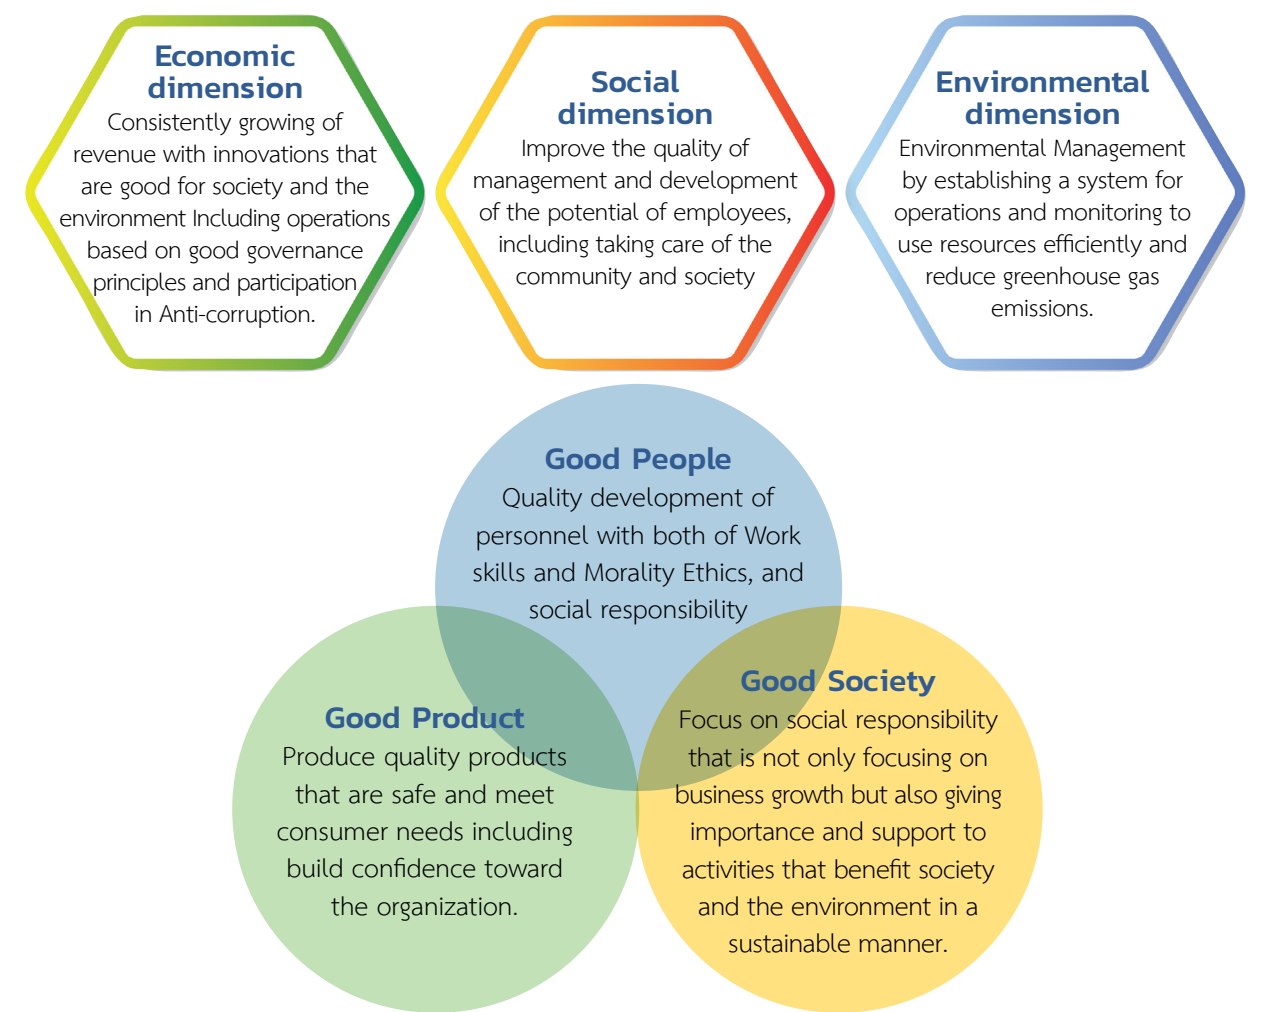 Economic
dimension
Consistently growing of
revenue with innovations that
are good for society and the
environment Including operations
based on good governance
principles and participation
in Anti-corruption.
Social
dimension
Improve the quality of
management and development
of the potential of employees,
including taking care of the
community and society
Environmental
dimension
Environmental Management
by establishing a system for
operations and monitoring to
use resources efficiently and
reduce greenhouse gas
emissions.
Good People
Quality development of
personnel with both of Work
skills and Morality Ethics, and
social responsibility
Good Product
Produce quality products
that are safe and meet
consumer needs including
build confidence toward
the organization.
Good Society
Focus on social responsibility
that is not only focusing on
business growth but also giving
importance and support to
activities that benefit society
and the environment in a
sustainable manner.